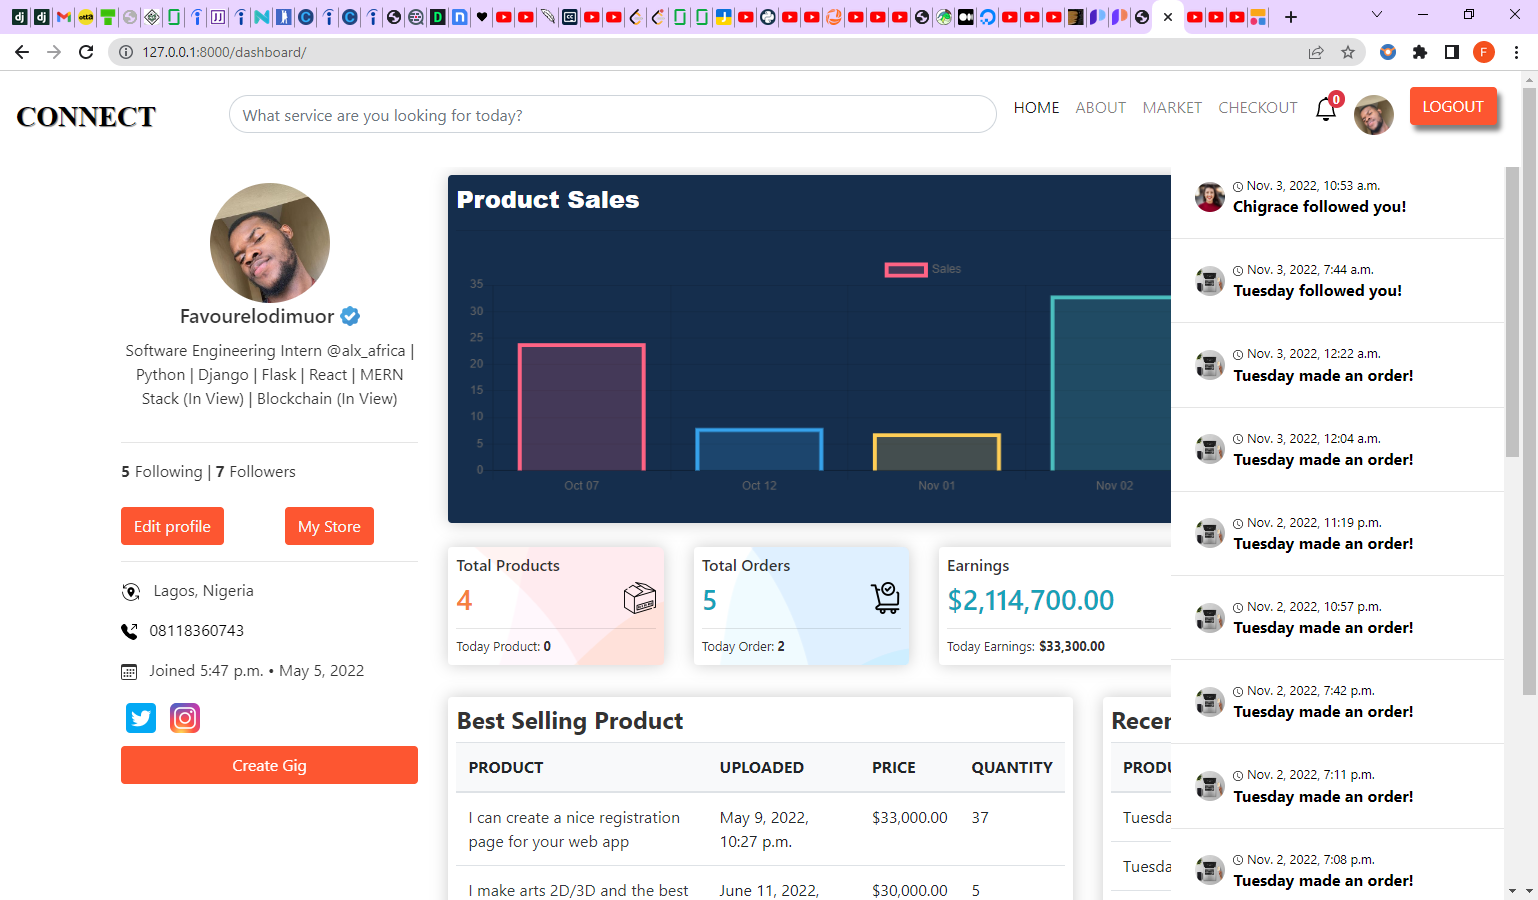 127.0.0.1:8000/dashboard/
F
CONNECT
What service are you looking for today?
HOME ABOUT MARKET CHECKOUT
0
LOGOUT
Favourelodimuor
Software Engineering Intern @alx_africa |
Python | Django | Flask | React | MERN
Stack (In View) | Blockchain (In View)
5 Following | 7 Followers
Edit profile
My Store
Lagos, Nigeria
08118360743
Joined 5:47 p.m. • May 5, 2022
Create Gig
Product Sales
Sales
35
30
25
20
15
10
5
0
Oct 07 Oct 12 Nov 01 Nov 02
Total Products
4
Today Product: 0
Total Orders
5
Today Order: 2
Earnings
$2,114,700.00
Today Earnings: $33,300.00
Best Selling Product
PRODUCT UPLOADED PRICE QUANTITY
I can create a nice registration
page for your web app
May 9, 2022,
10:27 p.m.
$33,000.00
37
I make arts 2D/3D and the best
June 11, 2022,
$30,000.00
5
Recen
PRODU
Tuesda
Tuesda
Nov. 3, 2022, 10:53 a.m.
Chigrace followed you!
Nov. 3, 2022, 7:44 a.m.
Tuesday followed you!
Nov. 3, 2022, 12:22 a.m.
Tuesday made an order!
Nov. 3, 2022, 12:04 a.m.
Tuesday made an order!
Nov. 2, 2022, 11:19 p.m.
Tuesday made an order!
Nov. 2, 2022, 10:57 p.m.
Tuesday made an order!
Nov. 2, 2022, 7:42 p.m.
Tuesday made an order!
Nov. 2, 2022, 7:11 p.m.
Tuesday made an order!
Nov. 2, 2022, 7:08 p.m.
Tuesday made an order!